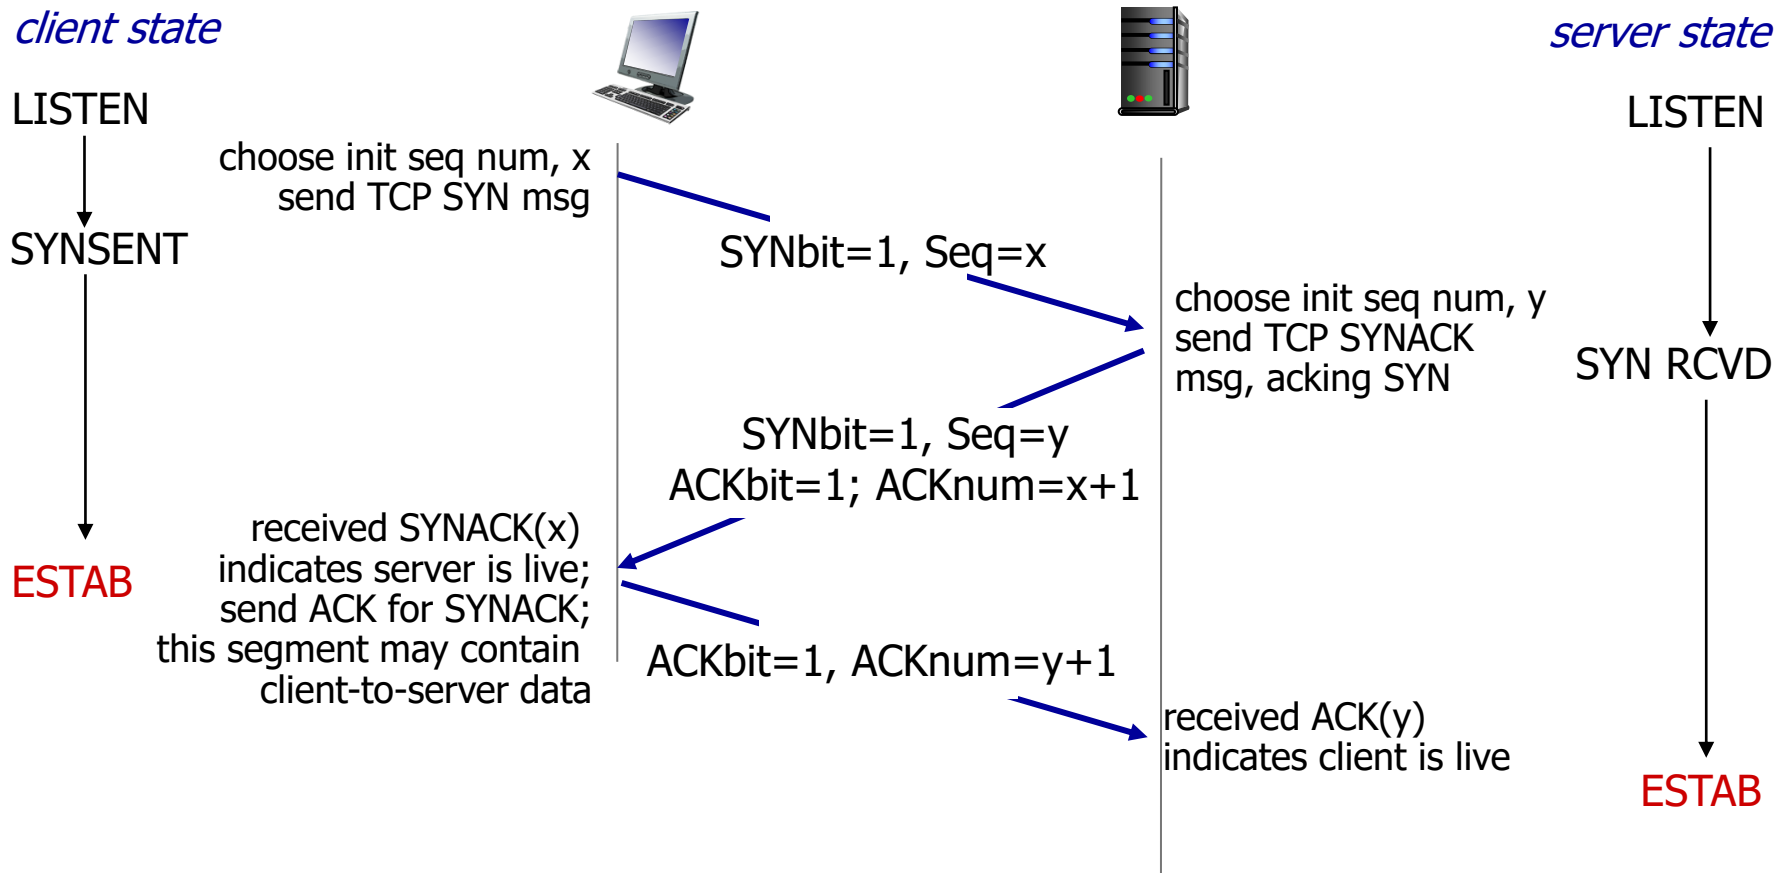 client state
server state
LISTEN
LISTEN
choose init seq num, x
send TCP SYN msg
SYNSENT
SYNbit=1, Seq=x
choose init seq num, y
send TCP SYNACK
msg, acking SYN
SYN RCVD
SYNbit=1, Seq=y
ACKbit=1; ACKnum=x+1
received SYNACK(x)
indicates server is live;
send ACK for SYNACK;
this segment may contain
client-to-server data
ESTAB
ACKbit=1, ACKnum=y+1
received ACK(y)
indicates client is live
ESTAB